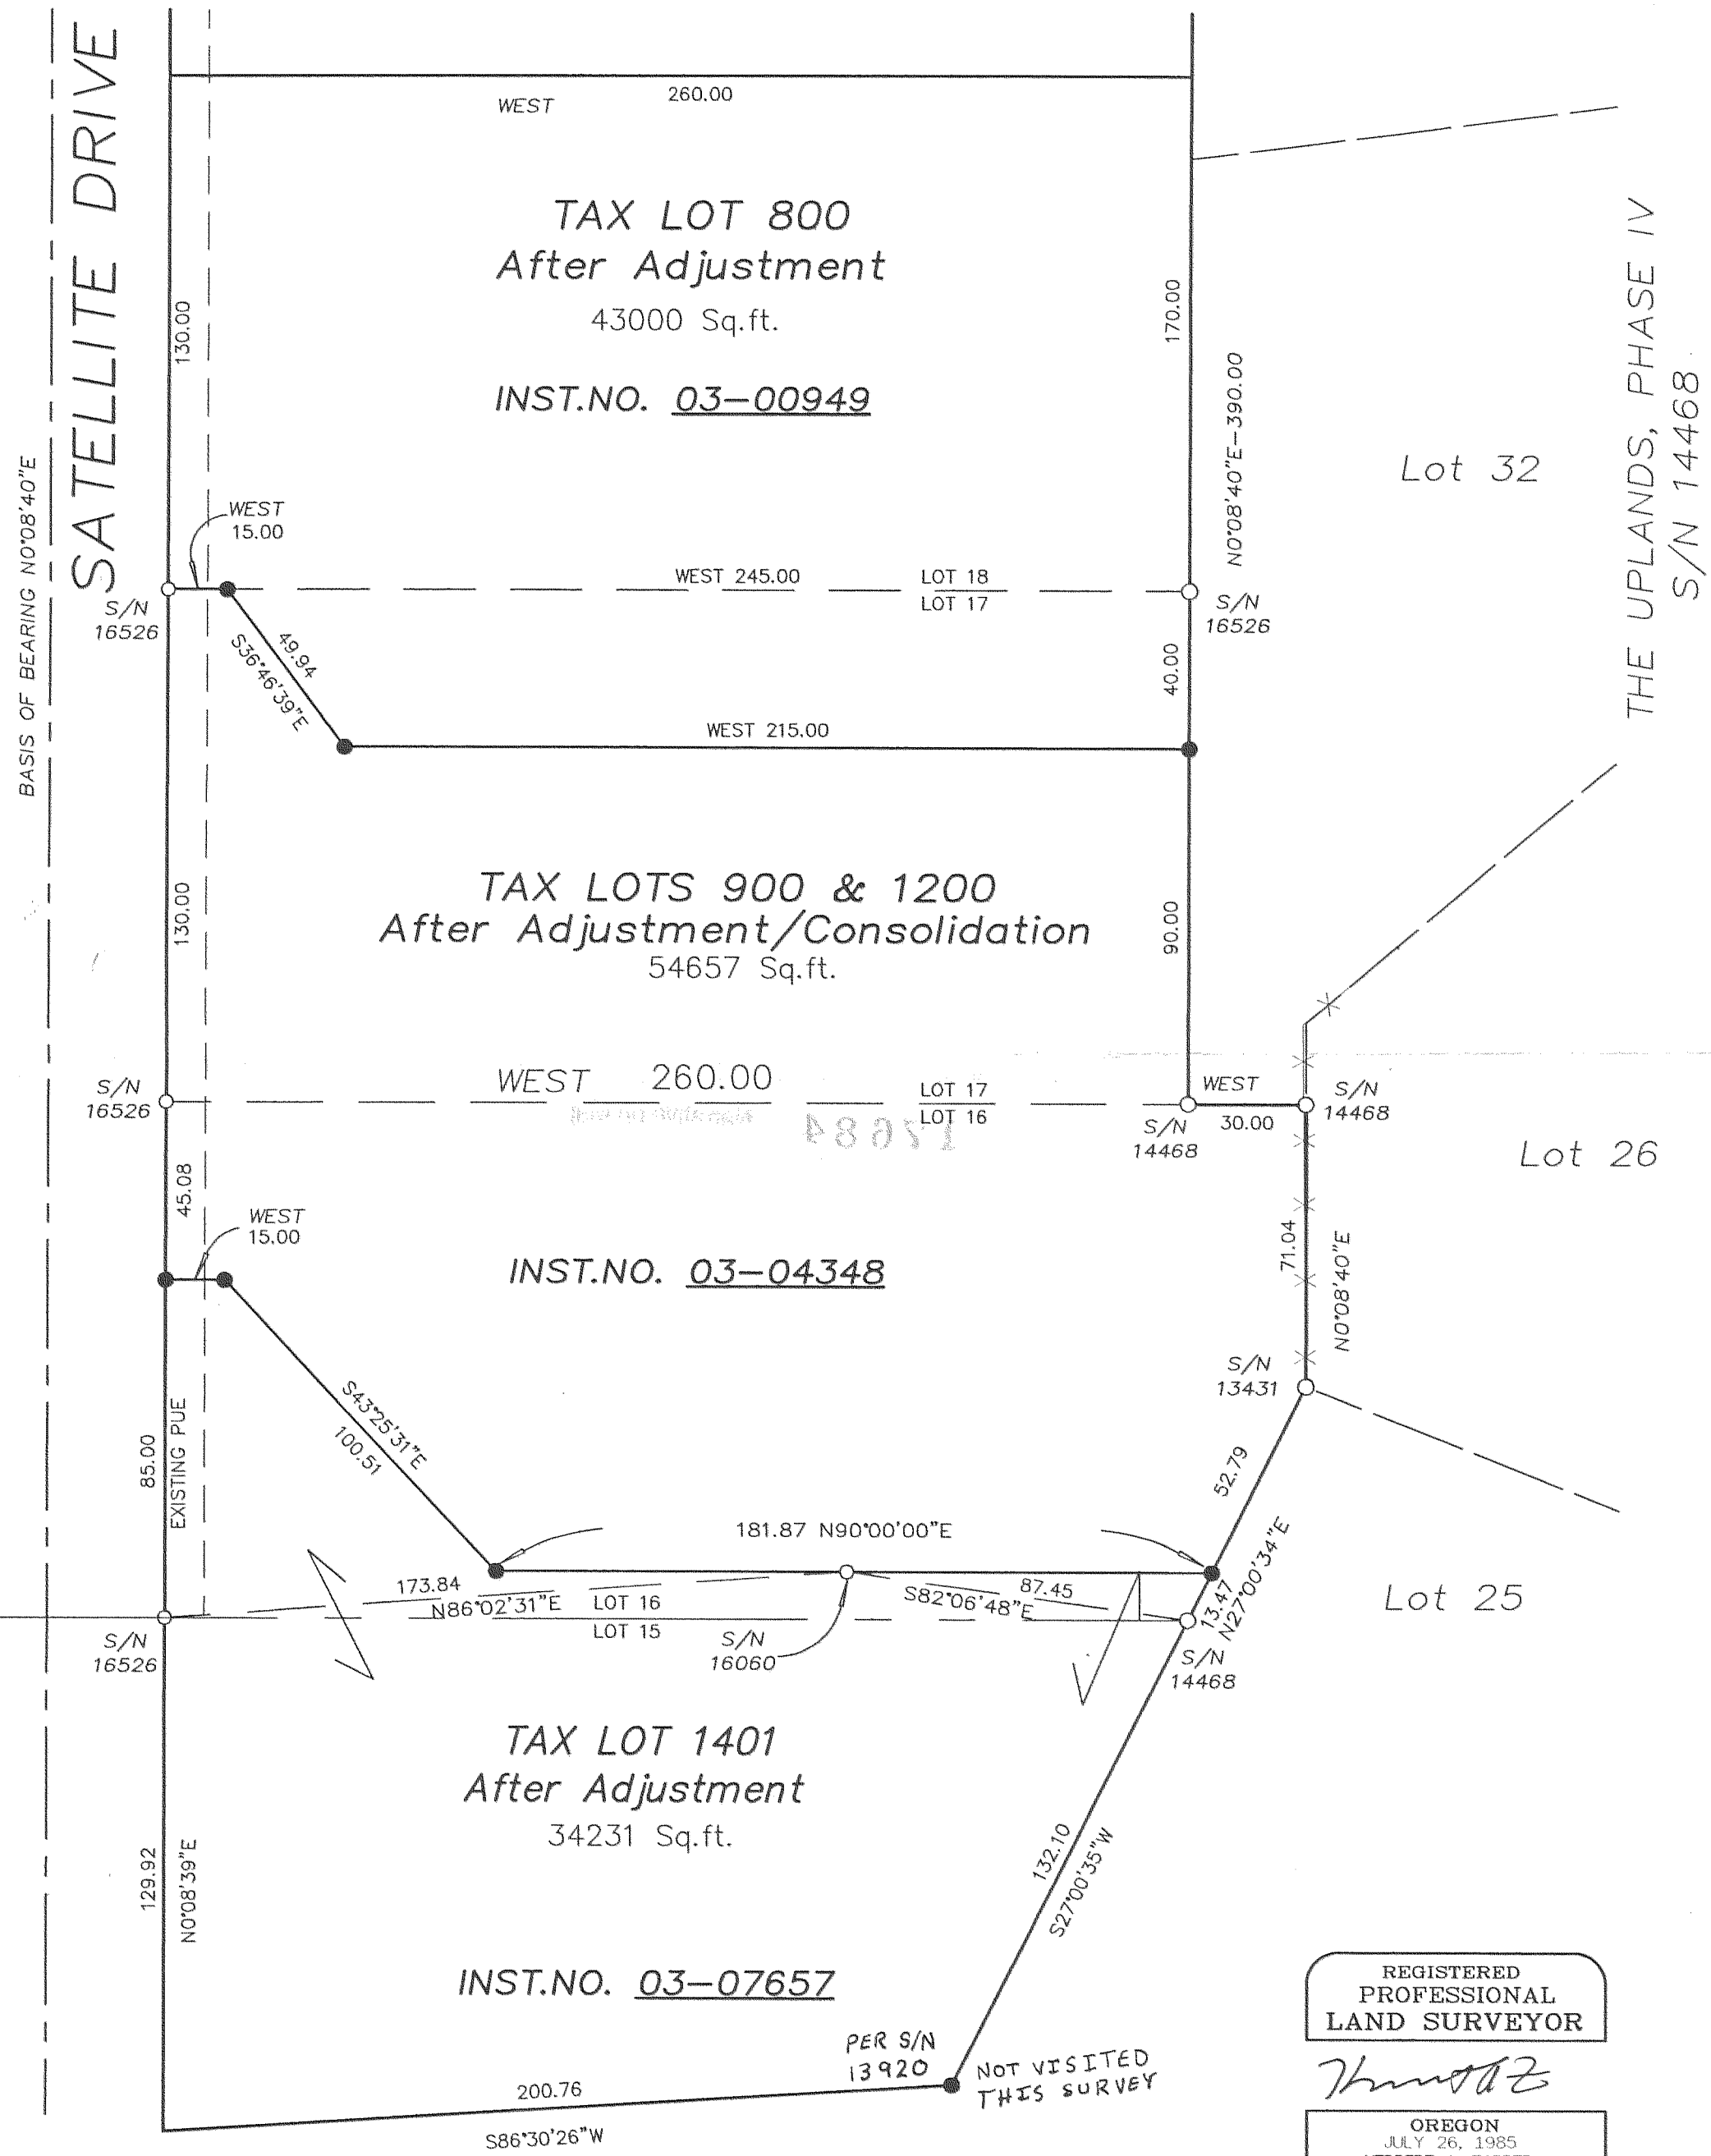 SATELLITE DRIVE
BASIS OF BEARING N0°08'40"E
WEST 260.00
TAX LOT 800
After Adjustment
43000 Sq.ft.
INST.NO. 03-00949
130.00
170.00
N0°08'40"E-390.00
Lot 32
THE UPLANDS, PHASE IV
S/N 14468
WEST
15.00
S/N
16526
WEST 245.00
LOT 18
LOT 17
S/N
16526
49.94
S36°46'39"E
40.00
WEST 215.00
TAX LOTS 900 & 1200
After Adjustment/Consolidation
54657 Sq.ft.
130.00
90.00
S/N
16526
WEST 260.00
LOT 17
LOT 16
17684
S/N
14468
WEST
30.00
S/N
14468
Lot 26
45.08
WEST
15.00
INST.NO. 03-04348
71.04
N0°08'40"E
S/N
13431
S43°25'31"E
100.51
85.00
EXISTING PUE
52.79
181.87 N90°00'00"E
173.84
N86°02'31"E
LOT 16
LOT 15
87.45
S82°06'48"E
13.47
N27°00'34"E
Lot 25
S/N
16526
S/N
16060
S/N
14468
TAX LOT 1401
After Adjustment
34231 Sq.ft.
129.92
N0°08'39"E
132.10
S27°00'35"W
INST.NO. 03-07657
PER S/N
13920
NOT VISITED
THIS SURVEY
200.76
S86°30'26"W
REGISTERED
PROFESSIONAL
LAND SURVEYOR
OREGON
JULY 26, 1985